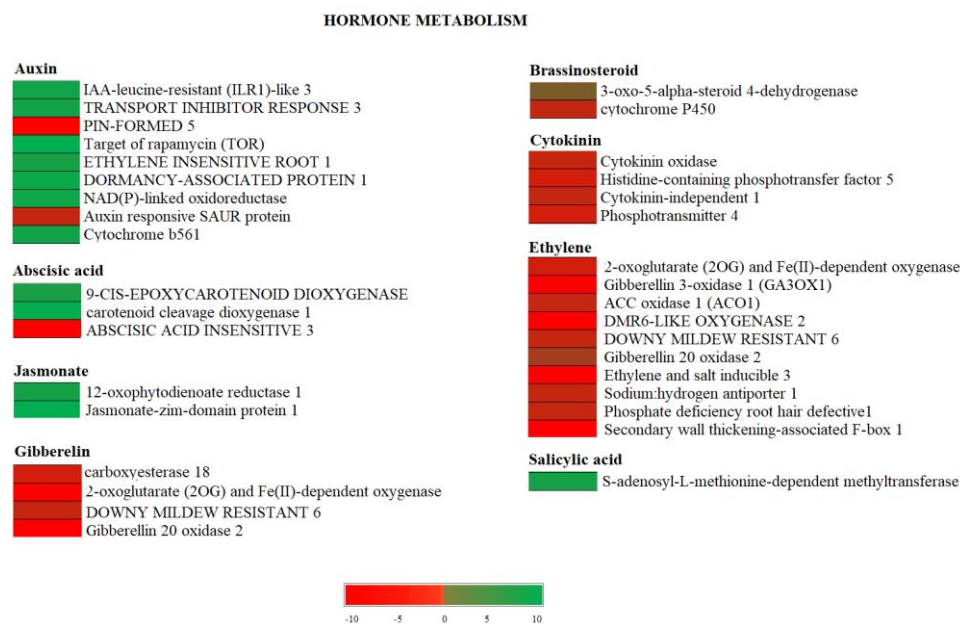 HORMONE METABOLISM
Auxin
IAA-leucine-resistant (ILR1)-like 3
TRANSPORT INHIBITOR RESPONSE 3
PIN-FORMED 5
Target of rapamycin (TOR)
ETHYLENE INSENSITIVE ROOT 1
DORMANCY-ASSOCIATED PROTEIN 1
NAD(P)-linked oxidoreductase
Auxin responsive SAUR protein
Cytochrome b561
Abscisic acid
9-CIS-EPOXYCAROTENOID DIOXYGENASE
carotenoid cleavage dioxygenase 1
ABSCISIC ACID INSENSITIVE 3
Jasmonate
12-oxophytodienoate reductase 1
Jasmonate-zim-domain protein 1
Gibberelin
carboxyesterase 18
2-oxoglutarate (2OG) and Fe(II)-dependent oxygenase
DOWNY MILDEW RESISTANT 6
Gibberellin 20 oxidase 2
Brassinosteroid
3-oxo-5-alpha-steroid 4-dehydrogenase
cytochrome P450
Cytokinin
Cytokinin oxidase
Histidine-containing phosphotransfer factor 5
Cytokinin-independent 1
Phosphotransmitter 4
Ethylene
2-oxoglutarate (2OG) and Fe(II)-dependent oxygenase
Gibberellin 3-oxidase 1 (GA3OX1)
ACC oxidase 1 (ACO1)
DMR6-LIKE OXYGENASE 2
DOWNY MILDEW RESISTANT 6
Gibberellin 20 oxidase 2
Ethylene and salt inducible 3
Sodium:hydrogen antiporter 1
Phosphate deficiency root hair defective1
Secondary wall thickening-associated F-box 1
Salicylic acid
S-adenosyl-L-methionine-dependent methyltransferase
-10 -5 0 5 10